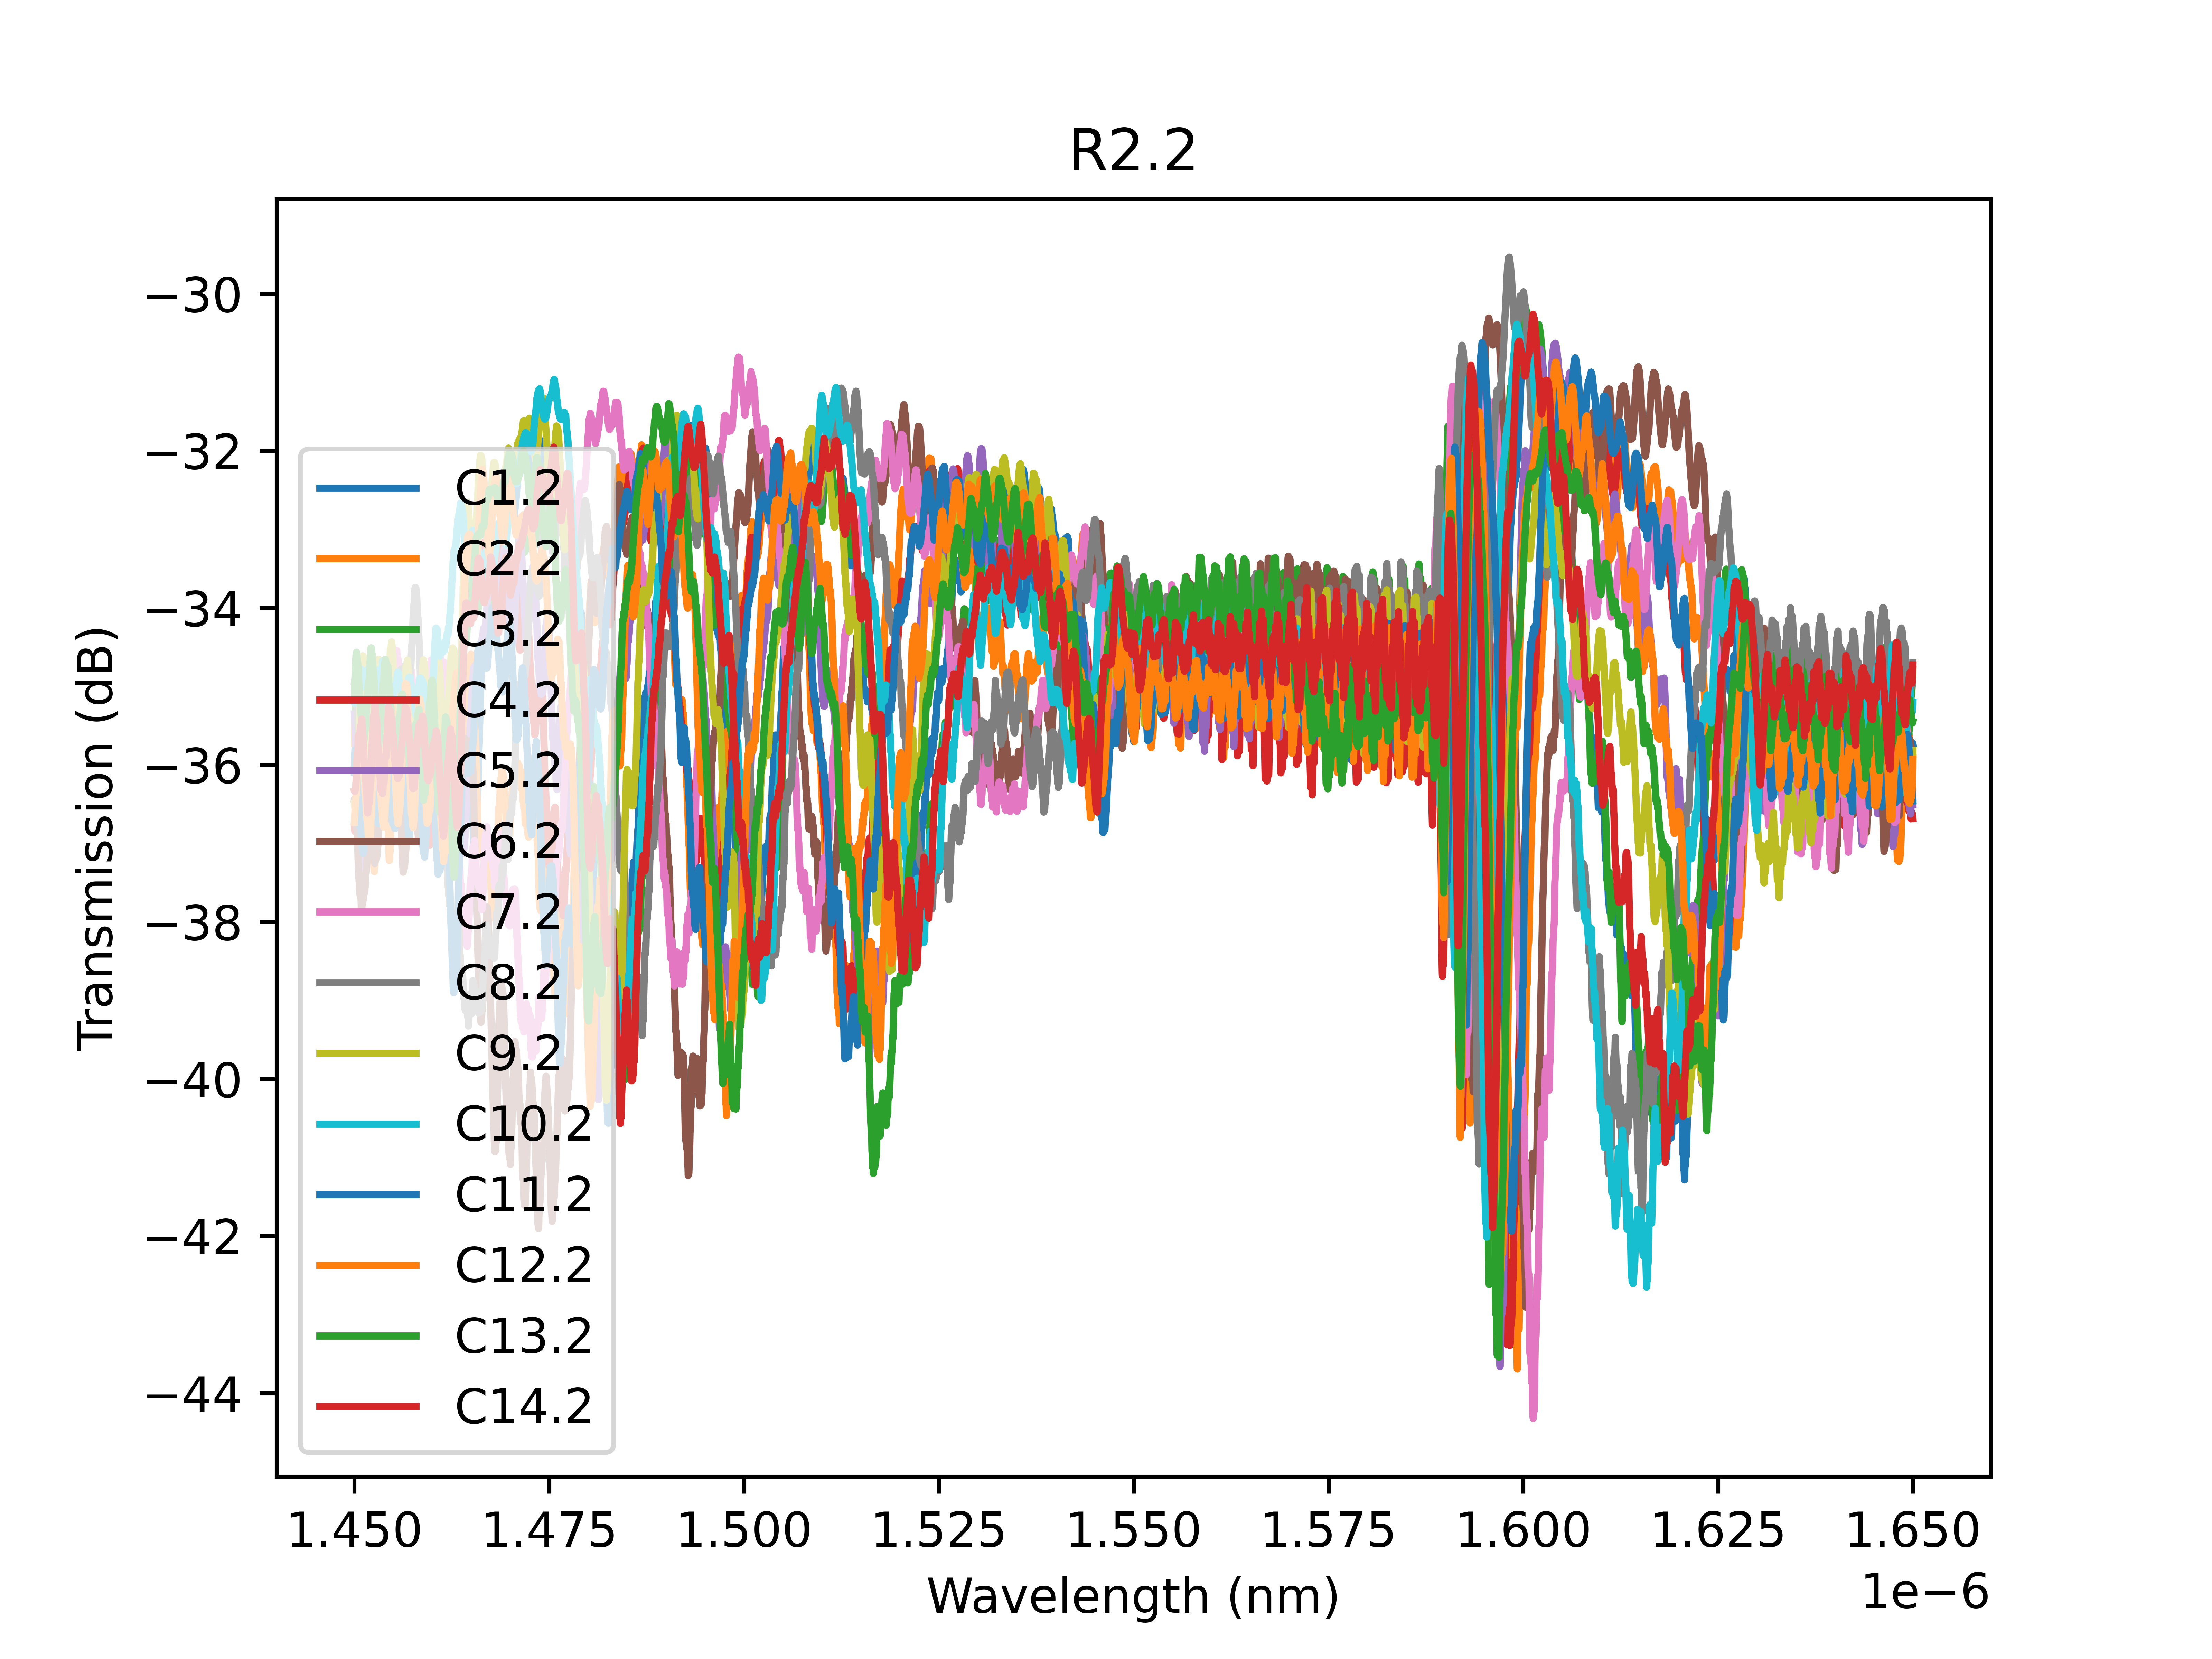 R2.2
Transmission (dB)
−30
−32
−34
−36
−38
−40
−42
−44
C1.2
C2.2
C3.2
C4.2
C5.2
C6.2
C7.2
C8.2
C9.2
C10.2
C11.2
C12.2
C13.2
C14.2
1.450 1.475 1.500 1.525 1.550 1.575 1.600 1.625 1.650
Wavelength (nm)
1e−6